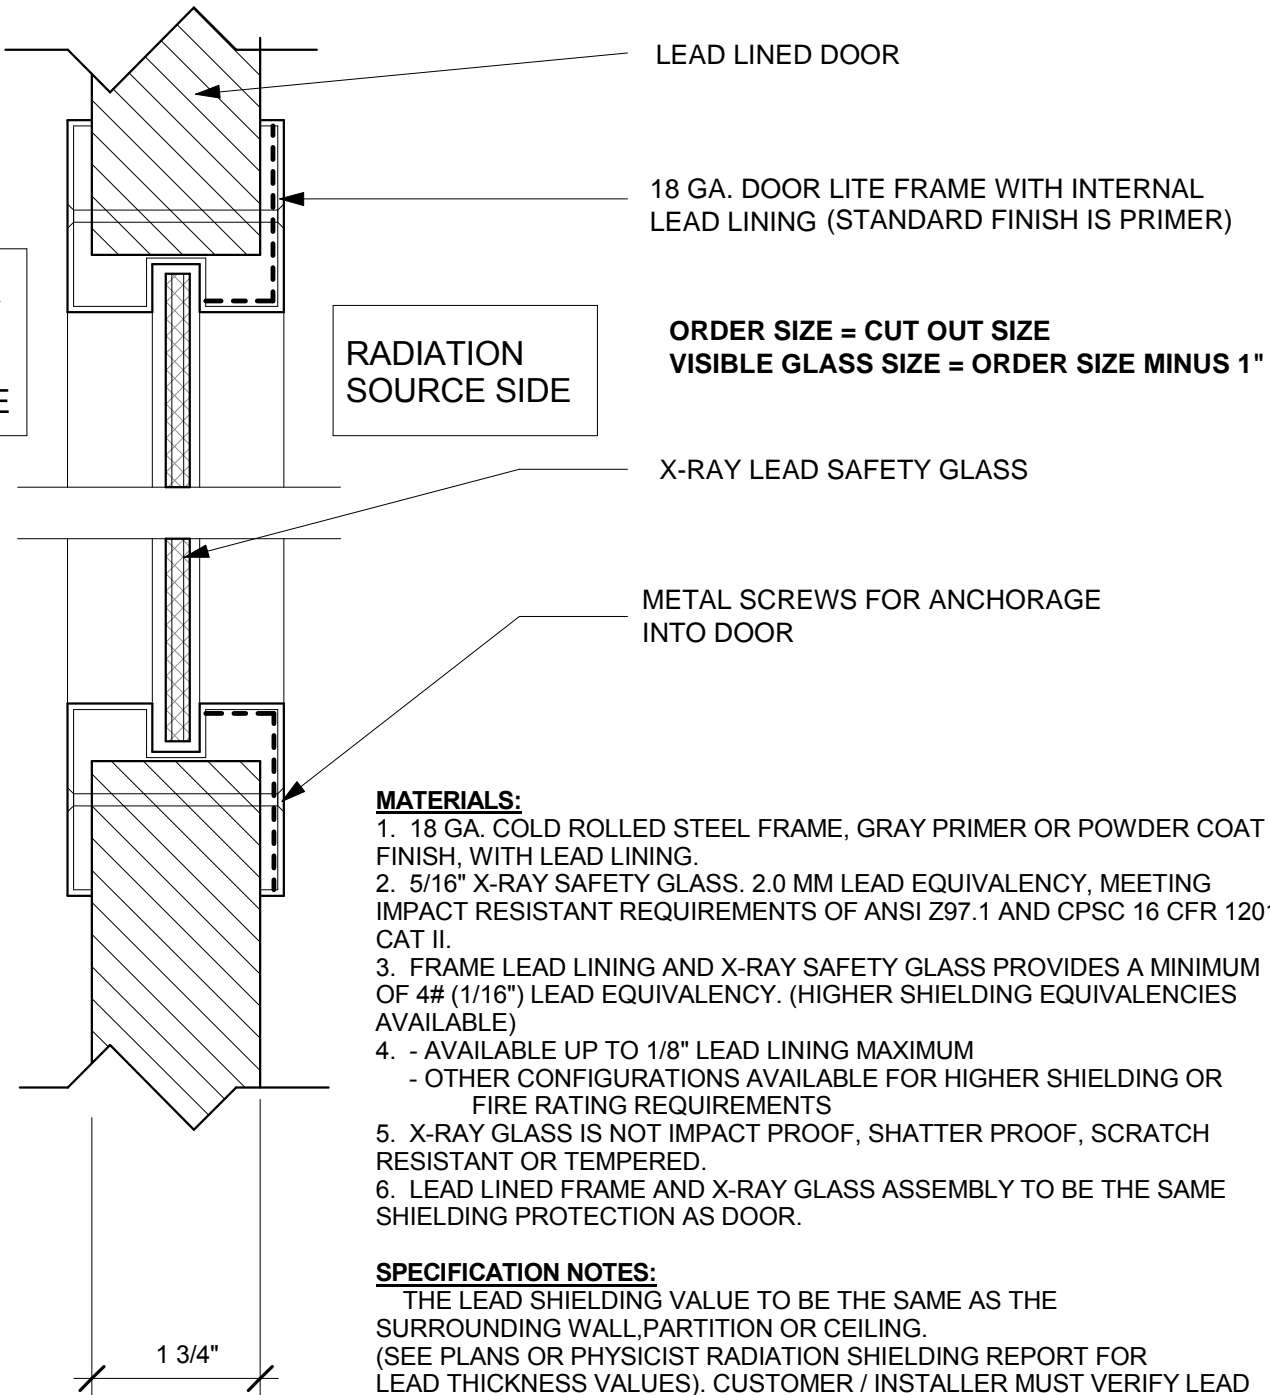 LEAD LINED DOOR
18 GA. DOOR LITE FRAME WITH INTERNAL
LEAD LINING (STANDARD FINISH IS PRIMER)
RADIATION
SOURCE SIDE
ORDER SIZE = CUT OUT SIZE
VISIBLE GLASS SIZE = ORDER SIZE MINUS 1"
X-RAY LEAD SAFETY GLASS
METAL SCREWS FOR ANCHORAGE
INTO DOOR
MATERIALS:
1. 18 GA. COLD ROLLED STEEL FRAME, GRAY PRIMER OR POWDER COAT
FINISH, WITH LEAD LINING.
2. 5/16" X-RAY SAFETY GLASS. 2.0 MM LEAD EQUIVALENCY, MEETING
IMPACT RESISTANT REQUIREMENTS OF ANSI Z97.1 AND CPSC 16 CFR 1201
CAT II.
3. FRAME LEAD LINING AND X-RAY SAFETY GLASS PROVIDES A MINIMUM
OF 4# (1/16") LEAD EQUIVALENCY. (HIGHER SHIELDING EQUIVALENCIES
AVAILABLE)
4. - AVAILABLE UP TO 1/8" LEAD LINING MAXIMUM
- OTHER CONFIGURATIONS AVAILABLE FOR HIGHER SHIELDING OR
FIRE RATING REQUIREMENTS
5. X-RAY GLASS IS NOT IMPACT PROOF, SHATTER PROOF, SCRATCH
RESISTANT OR TEMPERED.
6. LEAD LINED FRAME AND X-RAY GLASS ASSEMBLY TO BE THE SAME
SHIELDING PROTECTION AS DOOR.
SPECIFICATION NOTES:
THE LEAD SHIELDING VALUE TO BE THE SAME AS THE
SURROUNDING WALL,PARTITION OR CEILING.
(SEE PLANS OR PHYSICIST RADIATION SHIELDING REPORT FOR
LEAD THICKNESS VALUES). CUSTOMER / INSTALLER MUST VERIFY LEAD
1 3/4"